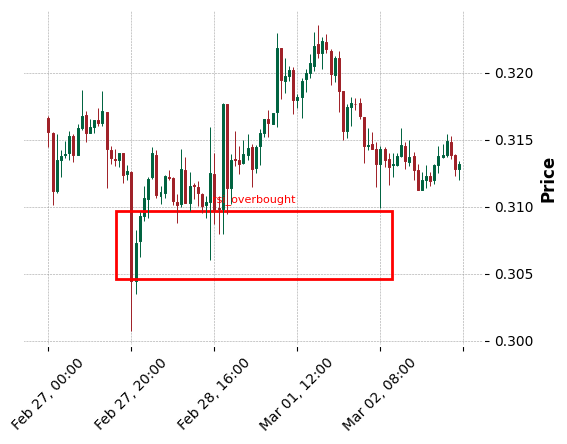 0.320
0.315
0.310
0.305
0.300
Price
_overbought
Feb 27, 00:00
Feb 27, 20:00
Feb 28, 16:00
Mar 01, 12:00
Mar 02, 08:00